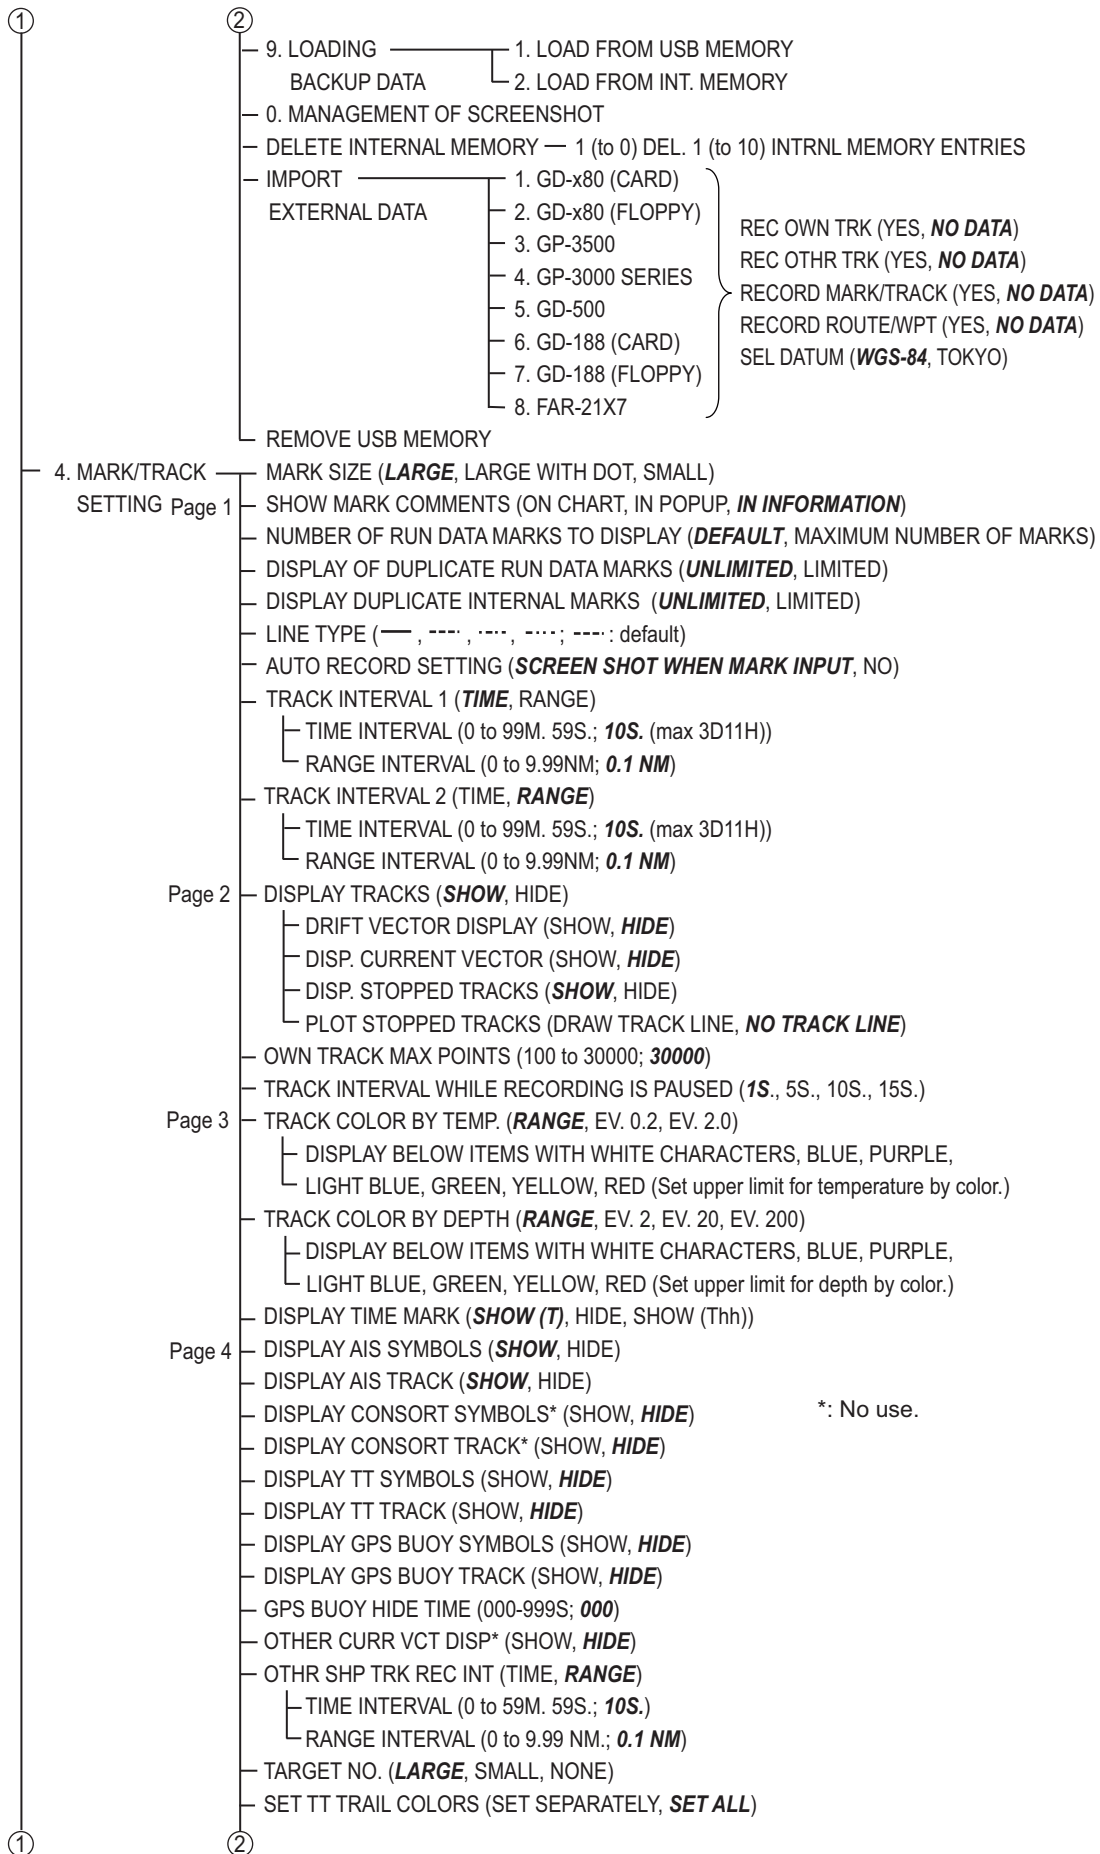 ① ②
9. LOADING 1. LOAD FROM USB MEMORY
BACKUP DATA 2. LOAD FROM INT. MEMORY
0. MANAGEMENT OF SCREENSHOT
DELETE INTERNAL MEMORY — 1 (to 0) DEL. 1 (to 10) INTRNL MEMORY ENTRIES
IMPORT 1. GD-x80 (CARD)
EXTERNAL DATA 2. GD-x80 (FLOPPY)
3. GP-3500
4. GP-3000 SERIES
5. GD-500
6. GD-188 (CARD)
7. GD-188 (FLOPPY)
8. FAR-21X7
REC OWN TRK (YES, NO DATA)
REC OTHR TRK (YES, NO DATA)
RECORD MARK/TRACK (YES, NO DATA)
RECORD ROUTE/WPT (YES, NO DATA)
SEL DATUM (WGS-84, TOKYO)
REMOVE USB MEMORY
4. MARK/TRACK MARK SIZE (LARGE, LARGE WITH DOT, SMALL)
SETTING Page 1 SHOW MARK COMMENTS (ON CHART, IN POPUP, IN INFORMATION)
NUMBER OF RUN DATA MARKS TO DISPLAY (DEFAULT, MAXIMUM NUMBER OF MARKS)
DISPLAY OF DUPLICATE RUN DATA MARKS (UNLIMITED, LIMITED)
DISPLAY DUPLICATE INTERNAL MARKS (UNLIMITED, LIMITED)
LINE TYPE ( —— , ----, -·-·, -···; ---- : default)
AUTO RECORD SETTING (SCREEN SHOT WHEN MARK INPUT, NO)
TRACK INTERVAL 1 (TIME, RANGE)
TIME INTERVAL (0 to 99M. 59S.; 10S. (max 3D11H))
RANGE INTERVAL (0 to 9.99NM; 0.1 NM)
TRACK INTERVAL 2 (TIME, RANGE)
TIME INTERVAL (0 to 99M. 59S.; 10S. (max 3D11H))
RANGE INTERVAL (0 to 9.99NM; 0.1 NM)
Page 2 DISPLAY TRACKS (SHOW, HIDE)
DRIFT VECTOR DISPLAY (SHOW, HIDE)
DISP. CURRENT VECTOR (SHOW, HIDE)
DISP. STOPPED TRACKS (SHOW, HIDE)
PLOT STOPPED TRACKS (DRAW TRACK LINE, NO TRACK LINE)
OWN TRACK MAX POINTS (100 to 30000; 30000)
TRACK INTERVAL WHILE RECORDING IS PAUSED (1S., 5S., 10S., 15S.)
Page 3 TRACK COLOR BY TEMP. (RANGE, EV. 0.2, EV. 2.0)
DISPLAY BELOW ITEMS WITH WHITE CHARACTERS, BLUE, PURPLE,
LIGHT BLUE, GREEN, YELLOW, RED (Set upper limit for temperature by color.)
TRACK COLOR BY DEPTH (RANGE, EV. 2, EV. 20, EV. 200)
DISPLAY BELOW ITEMS WITH WHITE CHARACTERS, BLUE, PURPLE,
LIGHT BLUE, GREEN, YELLOW, RED (Set upper limit for depth by color.)
DISPLAY TIME MARK (SHOW (T), HIDE, SHOW (Thh))
Page 4 DISPLAY AIS SYMBOLS (SHOW, HIDE)
DISPLAY AIS TRACK (SHOW, HIDE)
DISPLAY CONSORT SYMBOLS* (SHOW, HIDE) *: No use.
DISPLAY CONSORT TRACK* (SHOW, HIDE)
DISPLAY TT SYMBOLS (SHOW, HIDE)
DISPLAY TT TRACK (SHOW, HIDE)
DISPLAY GPS BUOY SYMBOLS (SHOW, HIDE)
DISPLAY GPS BUOY TRACK (SHOW, HIDE)
GPS BUOY HIDE TIME (000-999S; 000)
OTHER CURR VCT DISP* (SHOW, HIDE)
OTHR SHP TRK REC INT (TIME, RANGE)
TIME INTERVAL (0 to 59M. 59S.; 10S.)
RANGE INTERVAL (0 to 9.99 NM.; 0.1 NM)
TARGET NO. (LARGE, SMALL, NONE)
SET TT TRAIL COLORS (SET SEPARATELY, SET ALL)
① ②